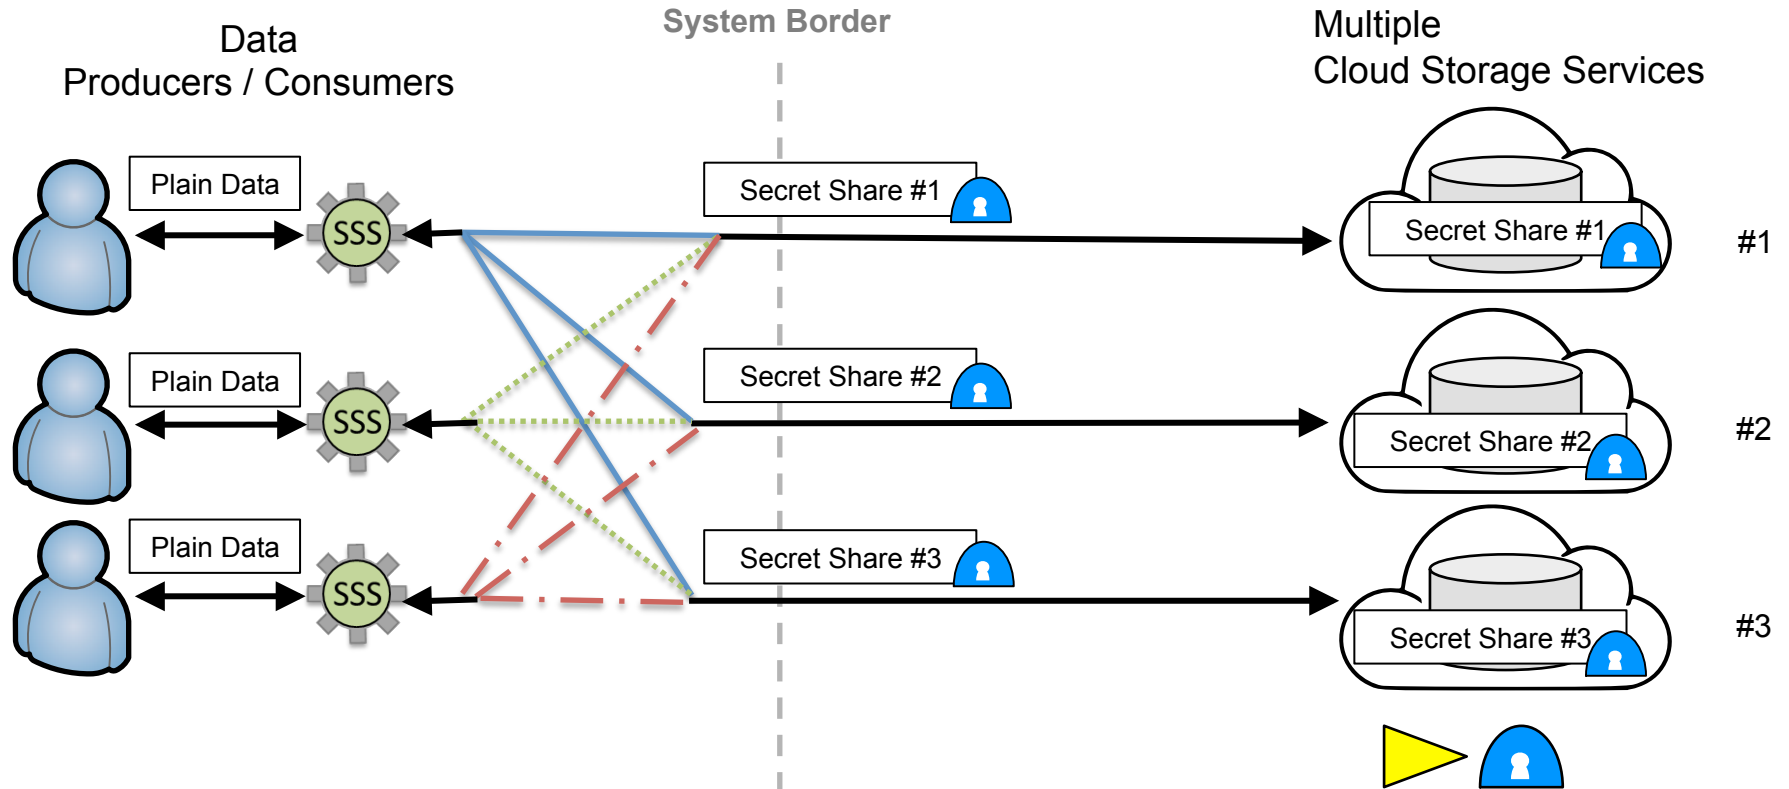 System Border
Data
Producers / Consumers
Multiple
Cloud Storage Services
Plain Data
SSS
Secret Share #1
Secret Share #1
#1
Plain Data
SSS
Secret Share #2
Secret Share #2
#2
Plain Data
SSS
Secret Share #3
Secret Share #3
#3